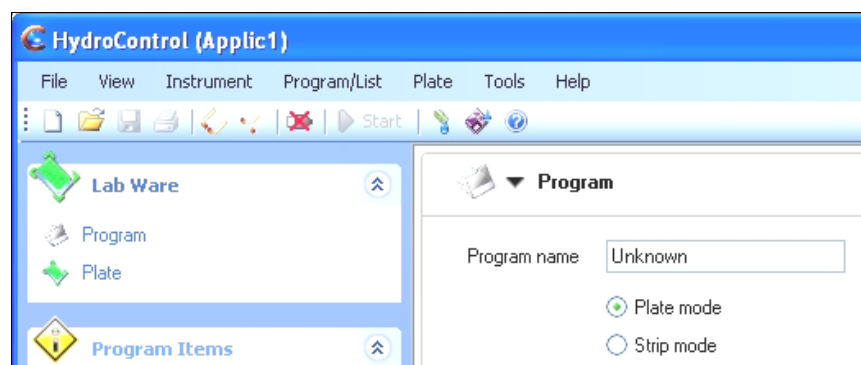 HydroControl (Applic1)
File View Instrument Program/List Plate Tools Help
Start
Lab Ware
Program
Plate
Program Items
Program
Program name Unknown
Plate mode
Strip mode